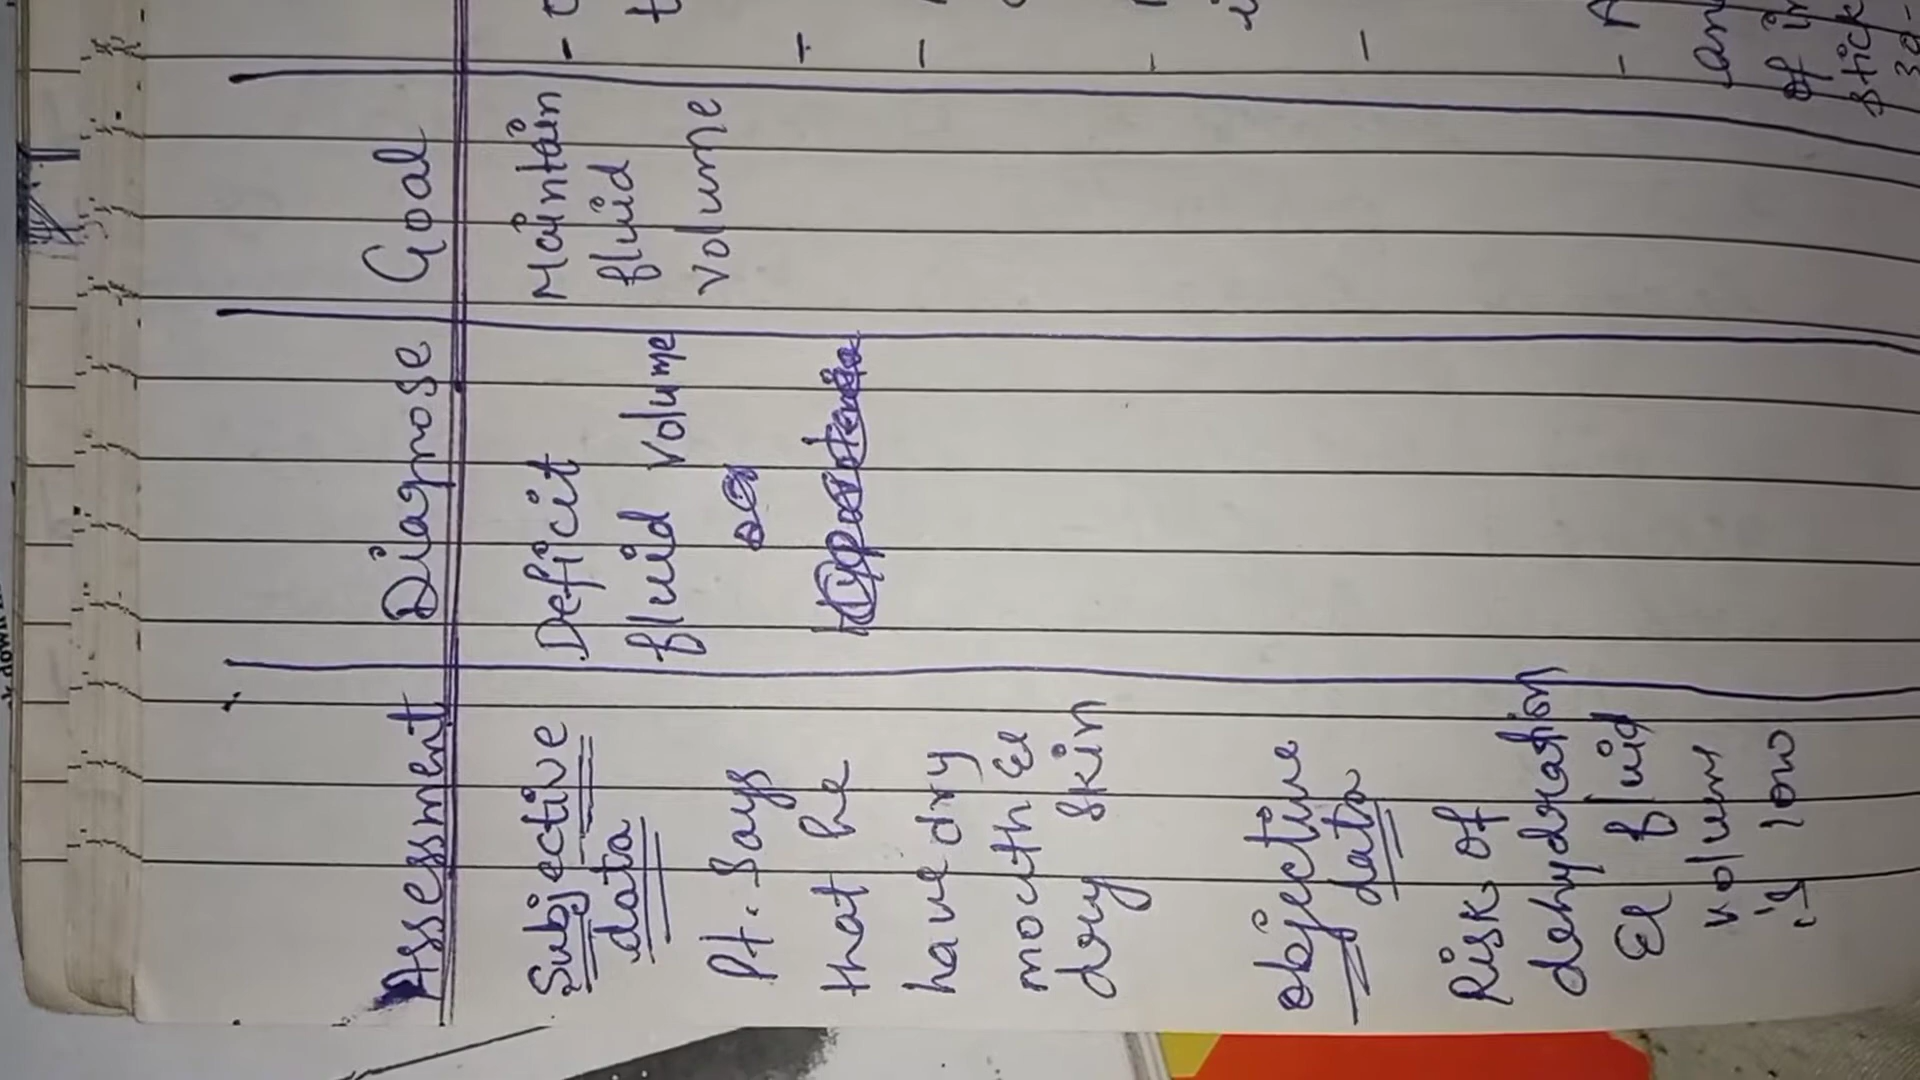 Assessment
Subjective
data
Pt. Says
that he
have dry
mouth &
dry skin
objective
data
Risk of
dehydration
& fluid
volum
is low
Diagnose
Deficit
fluid volume
Goal
Maintain
fluid
volume